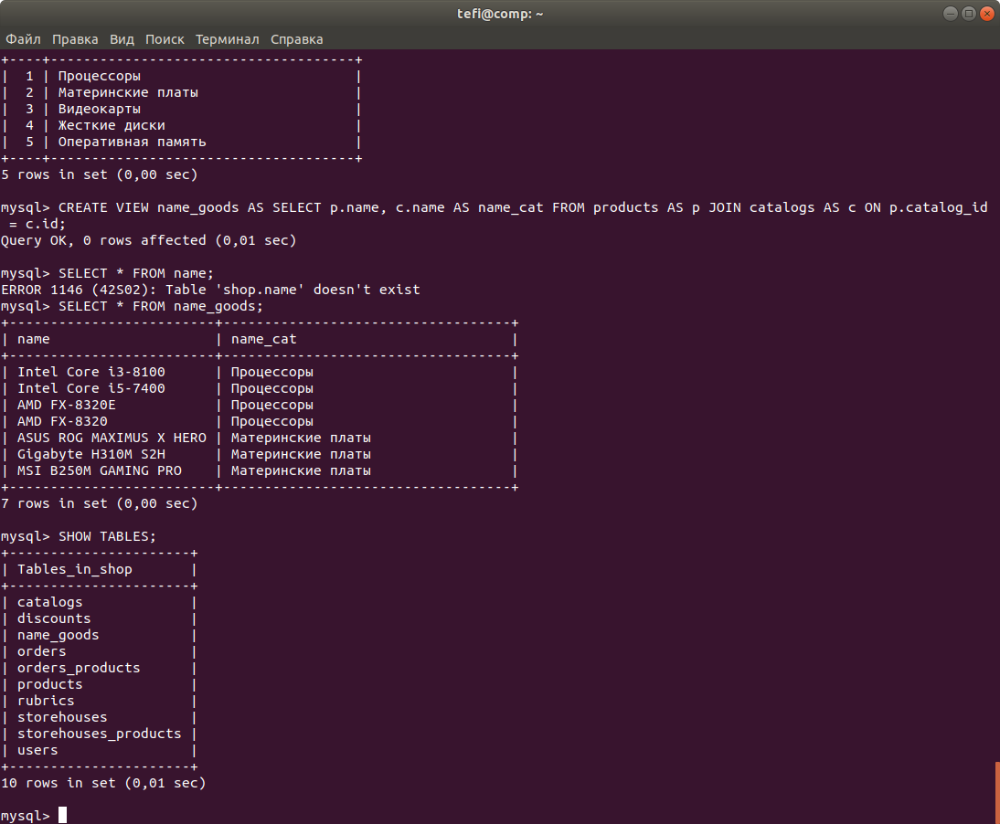 tefi@comp: ~
Файл Правка Вид Поиск Терминал Справка
+----+-------------------------------------+
|  1 | Процессоры                          |
|  2 | Материнские платы                   |
|  3 | Видеокарты                          |
|  4 | Жесткие диски                       |
|  5 | Оперативная память                  |
+----+-------------------------------------+
5 rows in set (0,00 sec)
mysql> CREATE VIEW name_goods AS SELECT p.name, c.name AS name_cat FROM products AS p JOIN catalogs AS c ON p.catalog_id
 = c.id;
Query OK, 0 rows affected (0,01 sec)
mysql> SELECT * FROM name;
ERROR 1146 (42S02): Table 'shop.name' doesn't exist
mysql> SELECT * FROM name_goods;
+-------------------------+-----------------------------------+
| name                    | name_cat                          |
+-------------------------+-----------------------------------+
| Intel Core i3-8100      | Процессоры                        |
| Intel Core i5-7400      | Процессоры                        |
| AMD FX-8320E            | Процессоры                        |
| AMD FX-8320             | Процессоры                        |
| ASUS ROG MAXIMUS X HERO | Материнские платы                 |
| Gigabyte H310M S2H      | Материнские платы                 |
| MSI B250M GAMING PRO    | Материнские платы                 |
+-------------------------+-----------------------------------+
7 rows in set (0,00 sec)
mysql> SHOW TABLES;
+----------------------+
| Tables_in_shop       |
+----------------------+
| catalogs             |
| discounts            |
| name_goods           |
| orders               |
| orders_products      |
| products             |
| rubrics              |
| storehouses          |
| storehouses_products |
| users                |
+----------------------+
10 rows in set (0,01 sec)
mysql>